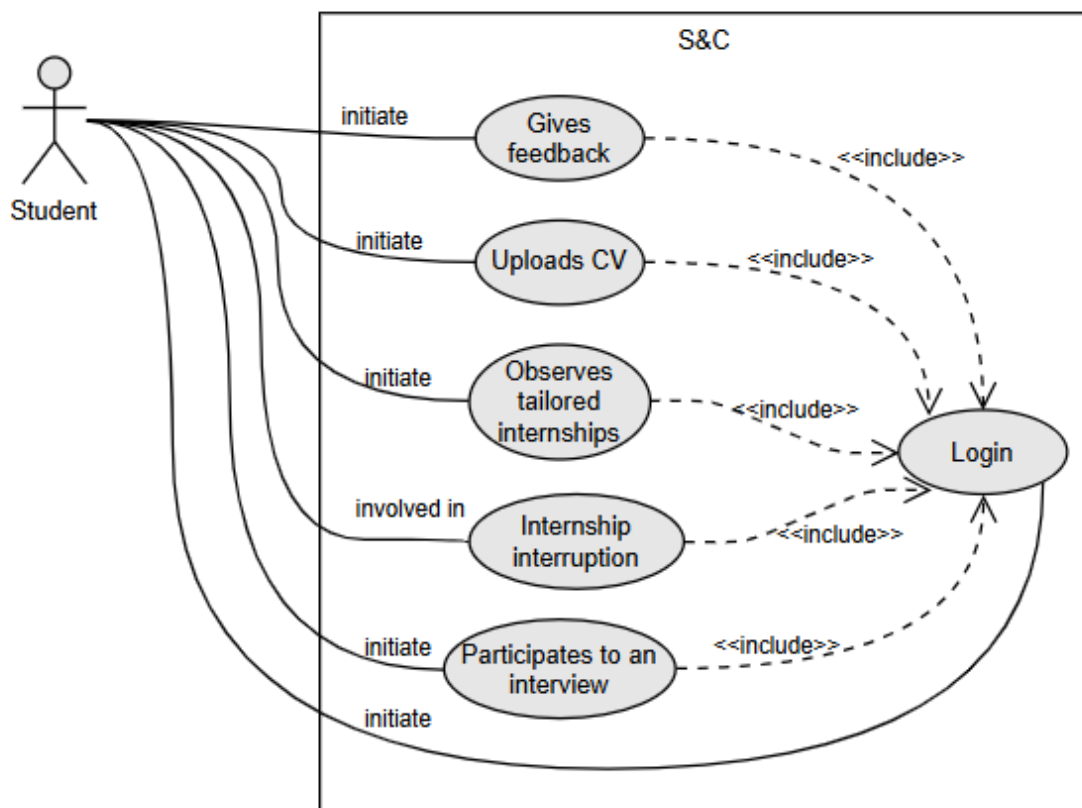 S&C
initiate
Gives
feedback
<<include>>
Student
initiate
Uploads CV
<<include>>
initiate
Observes
tailored
internships
<<include>>
Login
involved in
Internship
interruption
<<include>>
initiate
Participates to an
interview
<<include>>
initiate